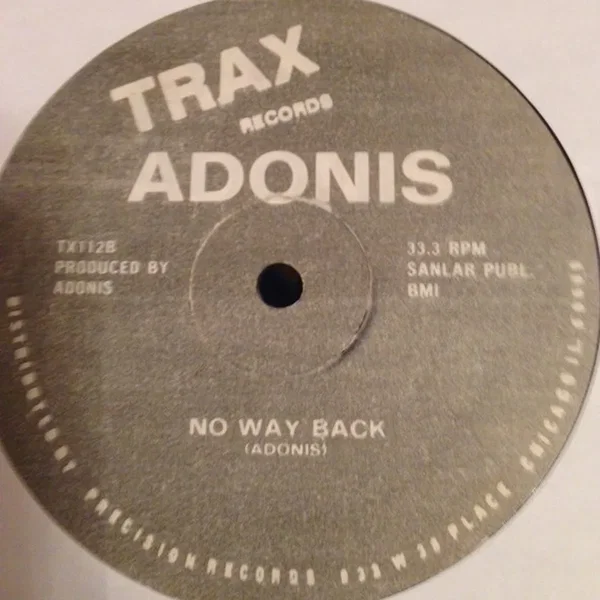 TRAX
RECORDS
ADONIS
TX112B
PRODUCED BY
ADONIS
33.3 RPM
SANLAR PUBL.
BMI
NO WAY BACK
(ADONIS)
PRECISION RECORDS W PLACE CHICAGO IL